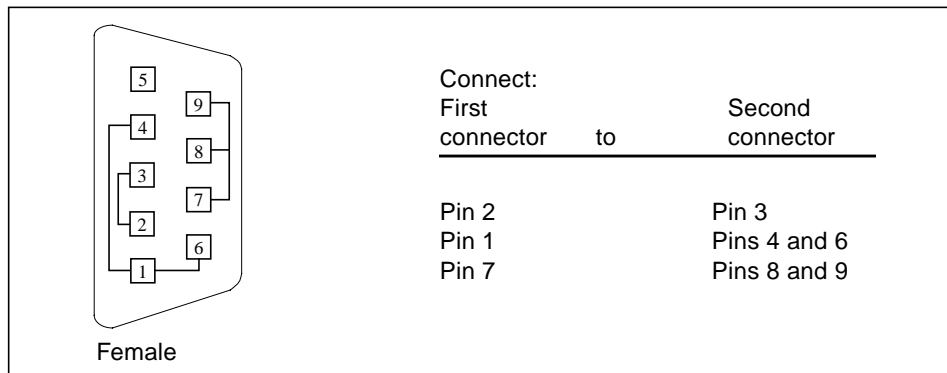 5
9
4
8
3
7
2
6
1
Female
Connect:
First Second
connector to connector
Pin 2 Pin 3
Pin 1 Pins 4 and 6
Pin 7 Pins 8 and 9